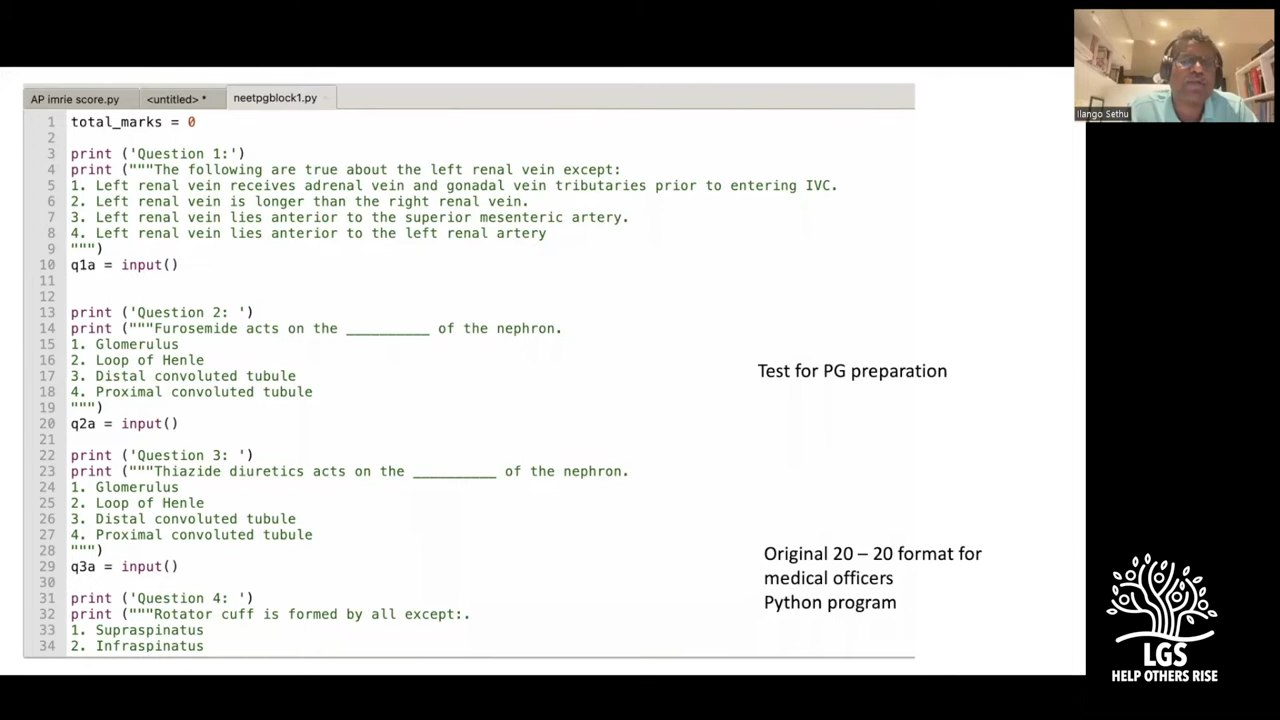 AP imrie score.py
<untitled> *
neetpgblock1.py
1 total_marks = 0
2
3 print ('Question 1:')
4 print ("""The following are true about the left renal vein except:
5 1. Left renal vein receives adrenal vein and gonadal vein tributaries prior to entering IVC.
6 2. Left renal vein is longer than the right renal vein.
7 3. Left renal vein lies anterior to the superior mesenteric artery.
8 4. Left renal vein lies anterior to the left renal artery
9 """)
10 q1a = input()
11
12
13 print ('Question 2: ')
14 print ("""Furosemide acts on the __________ of the nephron.
15 1. Glomerulus
16 2. Loop of Henle
17 3. Distal convoluted tubule
18 4. Proximal convoluted tubule
19 """)
20 q2a = input()
21
22 print ('Question 3: ')
23 print ("""Thiazide diuretics acts on the __________ of the nephron.
24 1. Glomerulus
25 2. Loop of Henle
26 3. Distal convoluted tubule
27 4. Proximal convoluted tubule
28 """)
29 q3a = input()
30
31 print ('Question 4: ')
32 print ("""Rotator cuff is formed by all except:.
33 1. Supraspinatus
34 2. Infraspinatus
Test for PG preparation
Original 20 – 20 format for
medical officers
Python program
Ilango Sethu
LGS
HELP OTHERS RISE